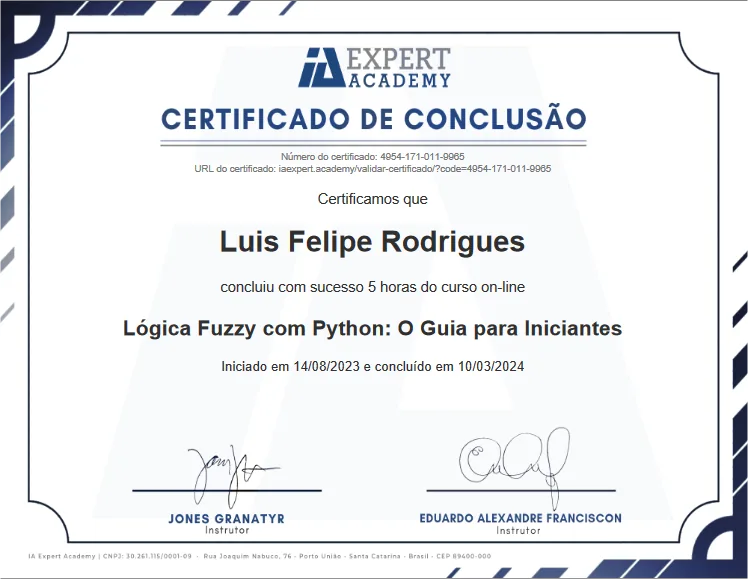 IA EXPERT
ACADEMY
CERTIFICADO DE CONCLUSÃO
Número do certificado: 4954-171-011-9965
URL do certificado: iaexpert.academy/validar-certificado/?code=4954-171-011-9965
Certificamos que
Luis Felipe Rodrigues
concluiu com sucesso 5 horas do curso on-line
Lógica Fuzzy com Python: O Guia para Iniciantes
Iniciado em 14/08/2023 e concluído em 10/03/2024
JONES GRANATYR
Instrutor
EDUARDO ALEXANDRE FRANCISCON
Instrutor
IA Expert Academy | CNPJ: 30.261.115/0001-09 - Rua Joaquim Nabuco, 76 - Porto União - Santa Catarina - Brasil - CEP 89400-000